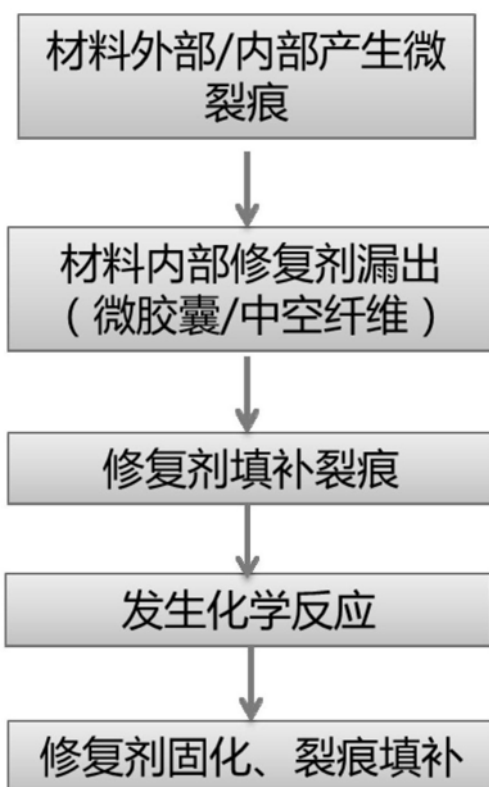 材料外部/内部产生微
裂痕
材料内部修复剂漏出
（微胶囊/中空纤维）
修复剂填补裂痕
发生化学反应
修复剂固化、裂痕填补